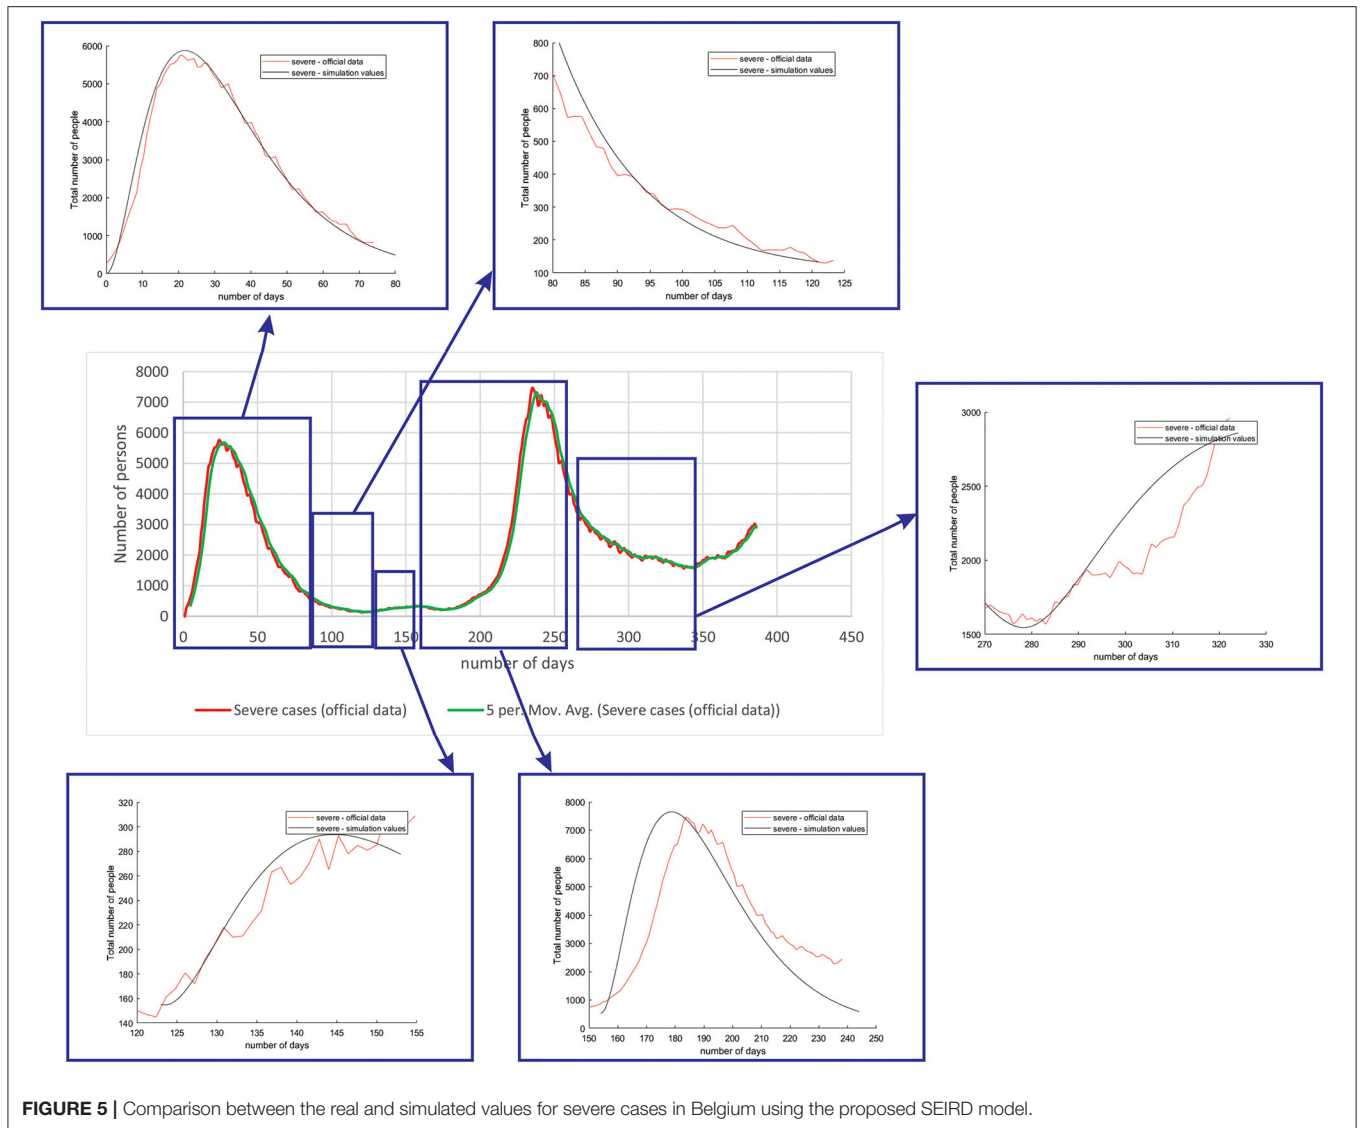 6000
5000
4000
3000
2000
1000
0
Total number of people
severe - official data
severe - simulation values
0 10 20 30 40 50 60 70 80
number of days
800
700
600
500
400
300
200
100
Total number of people
severe - official data
severe - simulation values
80 85 90 95 100 105 110 115 120 125
number of days
8000
7000
6000
5000
4000
3000
2000
1000
0
Number of persons
0 50 100 150 200 250 300 350 400 450
number of days
Severe cases (official data)
5 per. Mov. Avg. (Severe cases (official data))
3000
2500
2000
1500
Total number of people
severe - official data
severe - simulation values
270 280 290 300 310 320 330
number of days
320
300
280
260
240
220
200
180
160
140
Total number of people
severe - official data
severe - simulation values
120 125 130 135 140 145 150 155
number of days
8000
7000
6000
5000
4000
3000
2000
1000
0
Total number of people
severe - official data
severe - simulation values
150 160 170 180 190 200 210 220 230 240 250
number of days
FIGURE 5 | Comparison between the real and simulated values for severe cases in Belgium using the proposed SEIRD model.